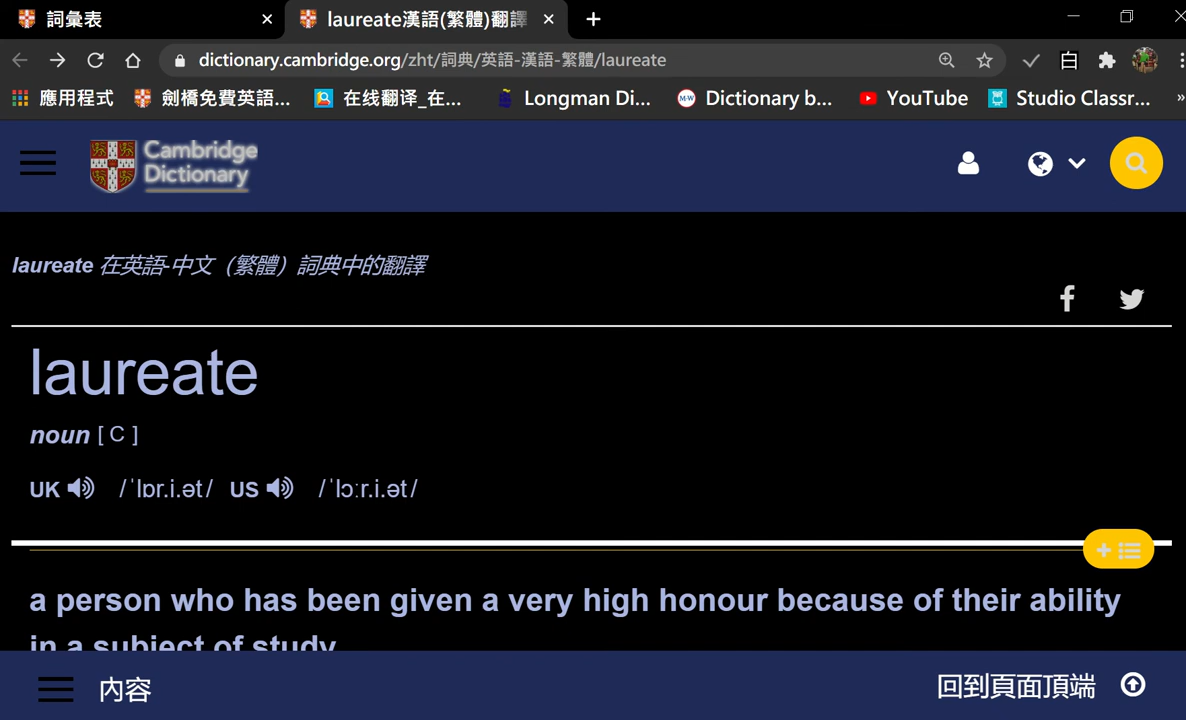 詞彙表
laureate漢語(繁體)翻譯
dictionary.cambridge.org/zht/詞典/英語-漢語-繁體/laureate
應用程式 劍橋免費英語... 在线翻译_在... Longman Di... M-W Dictionary b... YouTube Studio Classr... »
Cambridge
Dictionary
laureate 在英語-中文（繁體）詞典中的翻譯
laureate
noun [ C ]
UK /ˈlɒr.i.ət/ US /ˈlɔːr.i.ət/
a person who has been given a very high honour because of their ability
in a subject of study
內容
回到頁面頂端